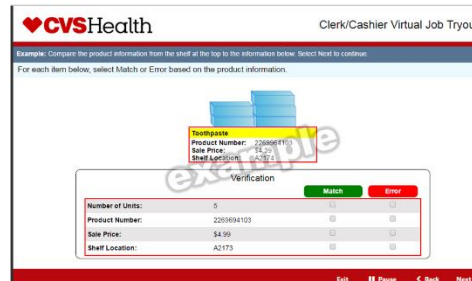 CVSHealth
Clerk/Cashier Virtual Job Tryou
Example: Compare the product information from the shelf at the top to the information below. Select Next to continue.
For each item below, select Match or Error based on the product information.
Toothpaste
Product Number: 2269964103
Sale Price: $4.29
Shelf Location: A2174
example
Verification
Match Error
Number of Units: 5
Product Number: 2269694103
Sale Price: $4.99
Shelf Location: A2173
Exit Pause Back Next